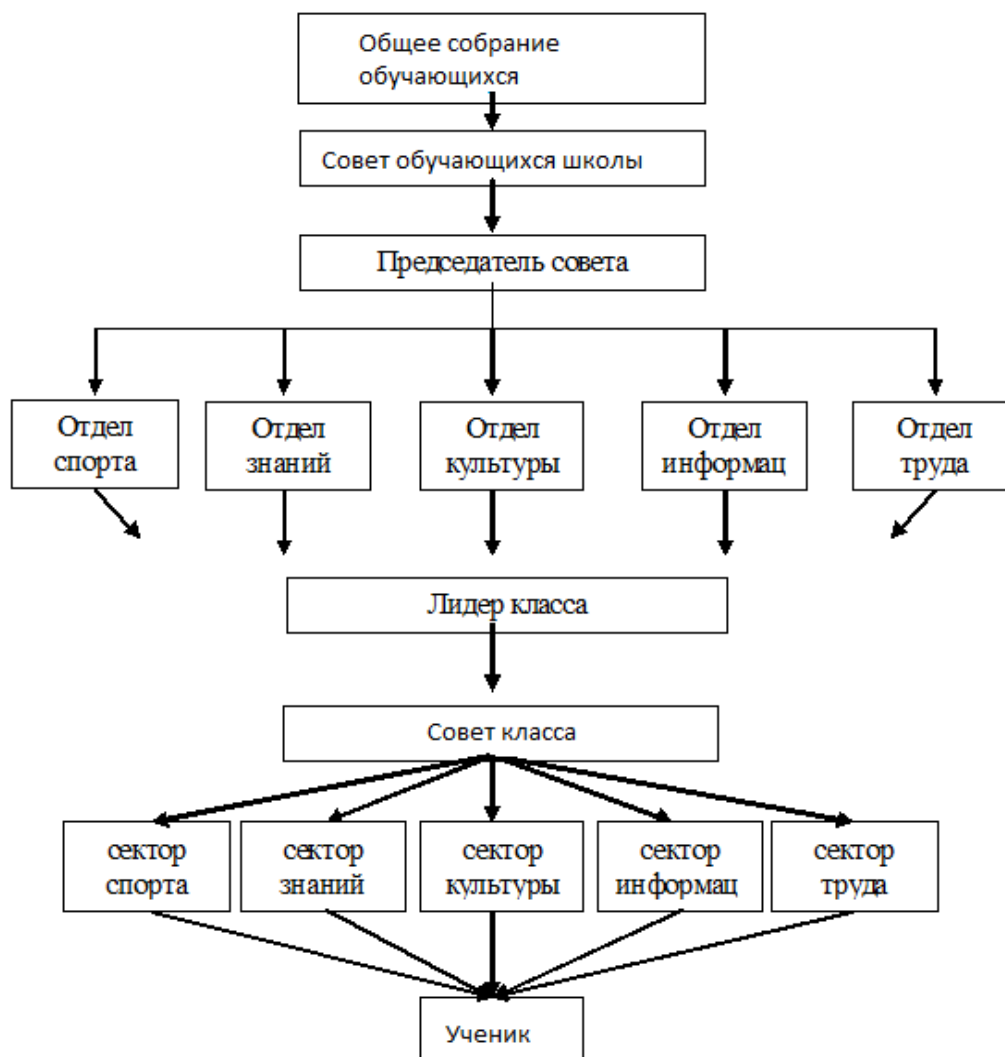 Общее собрание
обучающихся
Совет обучающихся школы
Председатель совета
Отдел
спорта
Отдел
знаний
Отдел
культуры
Отдел
информац
Отдел
труда
Лидер класса
Совет класса
сектор
спорта
сектор
знаний
сектор
культуры
сектор
информац
сектор
труда
Ученик